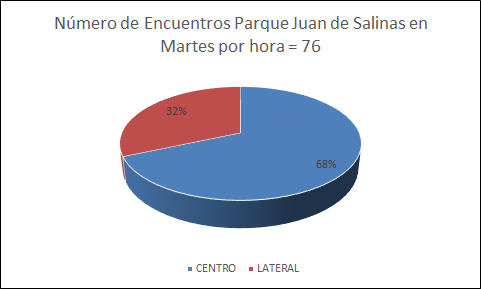 Número de Encuentros Parque Juan de Salinas en
Martes por hora = 76
32%
68%
CENTRO LATERAL